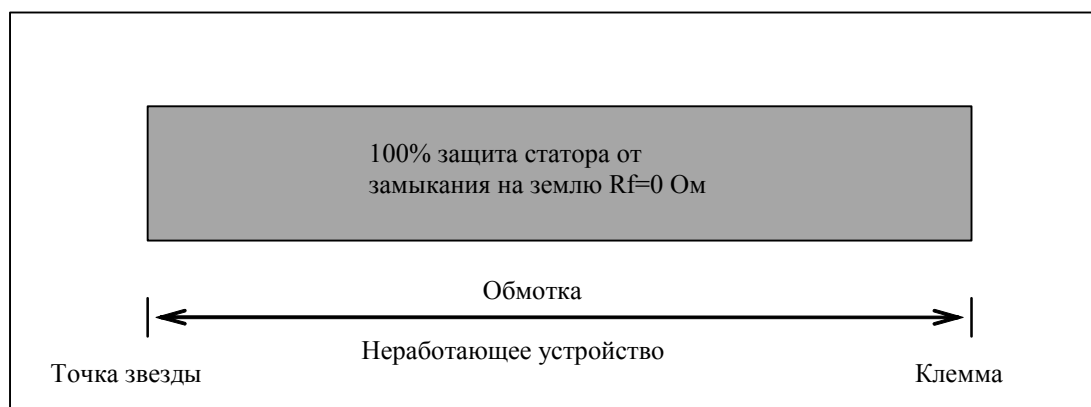 100% защита статора от
замыкания на землю Rf=0 Ом
Обмотка
Неработающее устройство
Точка звезды
Клемма